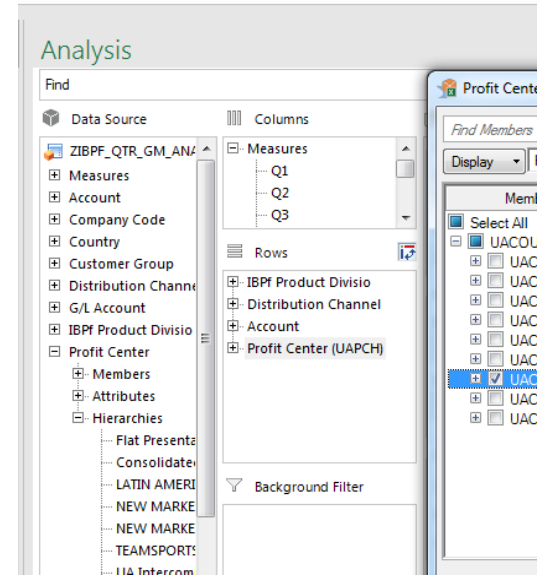 Analysis
Find
Data Source
ZIBPF_QTR_GM_ANA
Measures
Account
Company Code
Country
Customer Group
Distribution Channe
G/L Account
IBPf Product Divisio
Profit Center
Members
Attributes
Hierarchies
Flat Presenta
Consolidate
LATIN AMERI
NEW MARKE
NEW MARKE
TEAMSPORTS
UA Intercom
Columns
Measures
Q1
Q2
Q3
Rows
IBPf Product Divisio
Distribution Channel
Account
Profit Center (UAPCH)
Background Filter
Profit Cente
Find Members
Display
Memb
Select All
UACOU
UAC
UAC
UAC
UAC
UAC
UAC
UAC
UAC
UAC